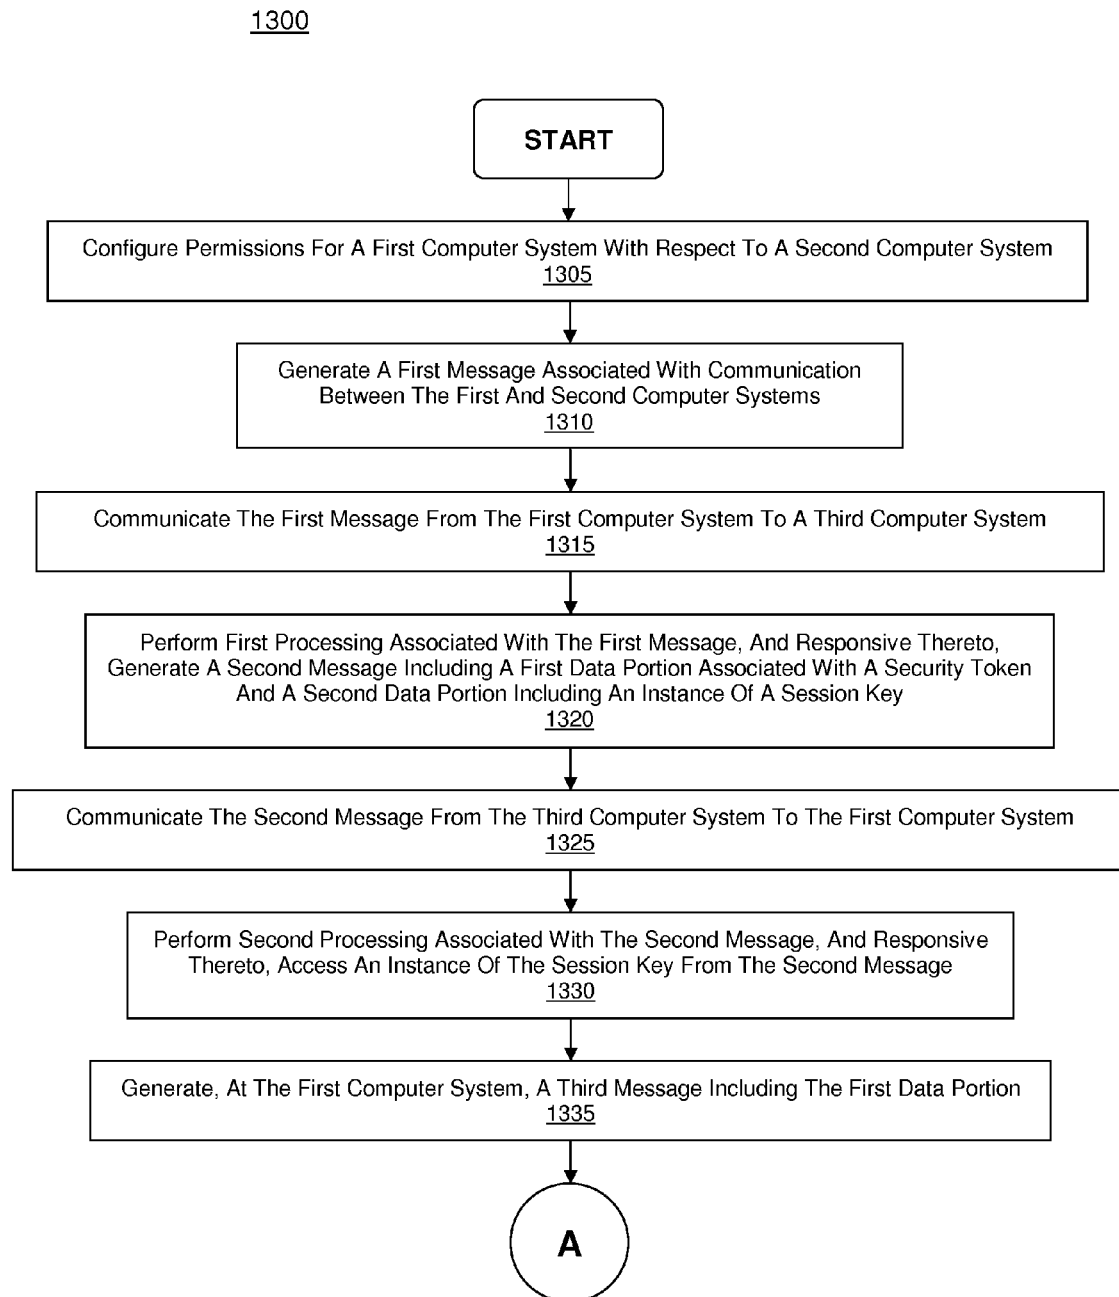 1300
START
Configure Permissions For A First Computer System With Respect To A Second Computer System
1305
Generate A First Message Associated With Communication
Between The First And Second Computer Systems
1310
Communicate The First Message From The First Computer System To A Third Computer System
1315
Perform First Processing Associated With The First Message, And Responsive Thereto,
Generate A Second Message Including A First Data Portion Associated With A Security Token
And A Second Data Portion Including An Instance Of A Session Key
1320
Communicate The Second Message From The Third Computer System To The First Computer System
1325
Perform Second Processing Associated With The Second Message, And Responsive
Thereto, Access An Instance Of The Session Key From The Second Message
1330
Generate, At The First Computer System, A Third Message Including The First Data Portion
1335
A